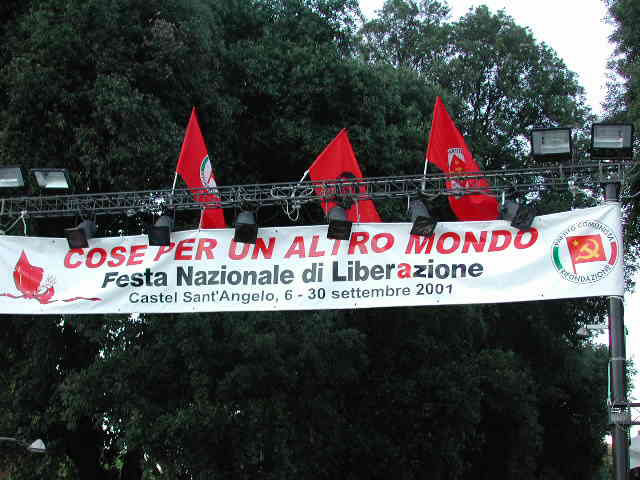 COSE PER UN ALTRO MONDO
Festa Nazionale di Liberazione
Castel Sant'Angelo, 6 - 30 settembre 2001
PARTITO COMUNISTA
RIFONDAZIONE